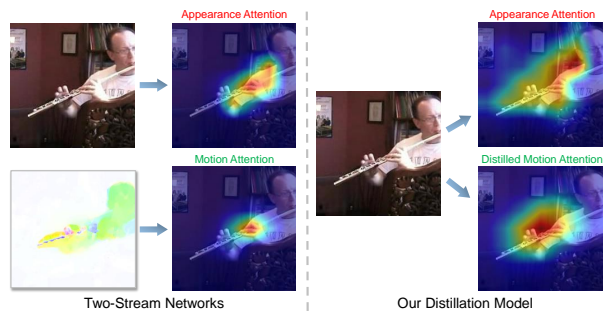 Appearance Attention
Motion Attention
Two-Stream Networks
Appearance Attention
Distilled Motion Attention
Our Distillation Model